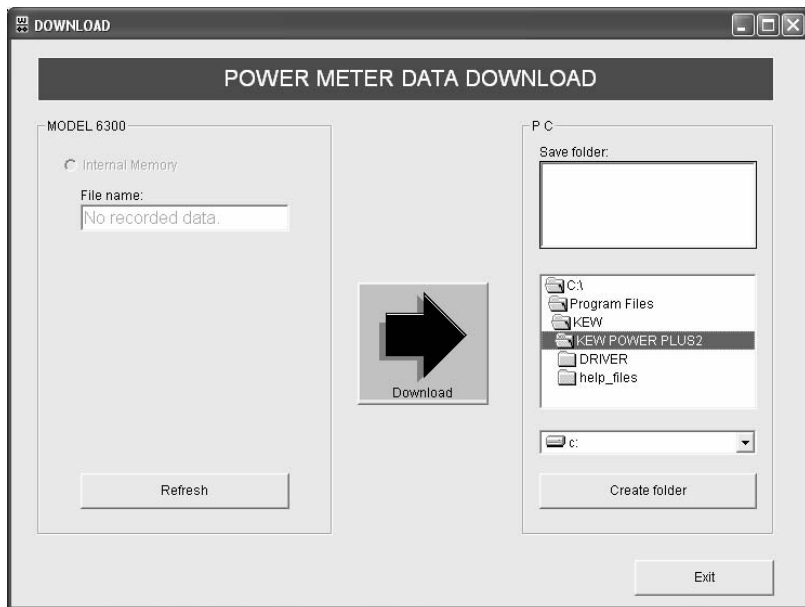 DOWNLOAD
POWER METER DATA DOWNLOAD
MODEL 6300
Internal Memory
File name:
No recorded data.
Refresh
Download
P C
Save folder:
C:\
Program Files
KEW
KEW POWER PLUS2
DRIVER
help_files
c:
Create folder
Exit